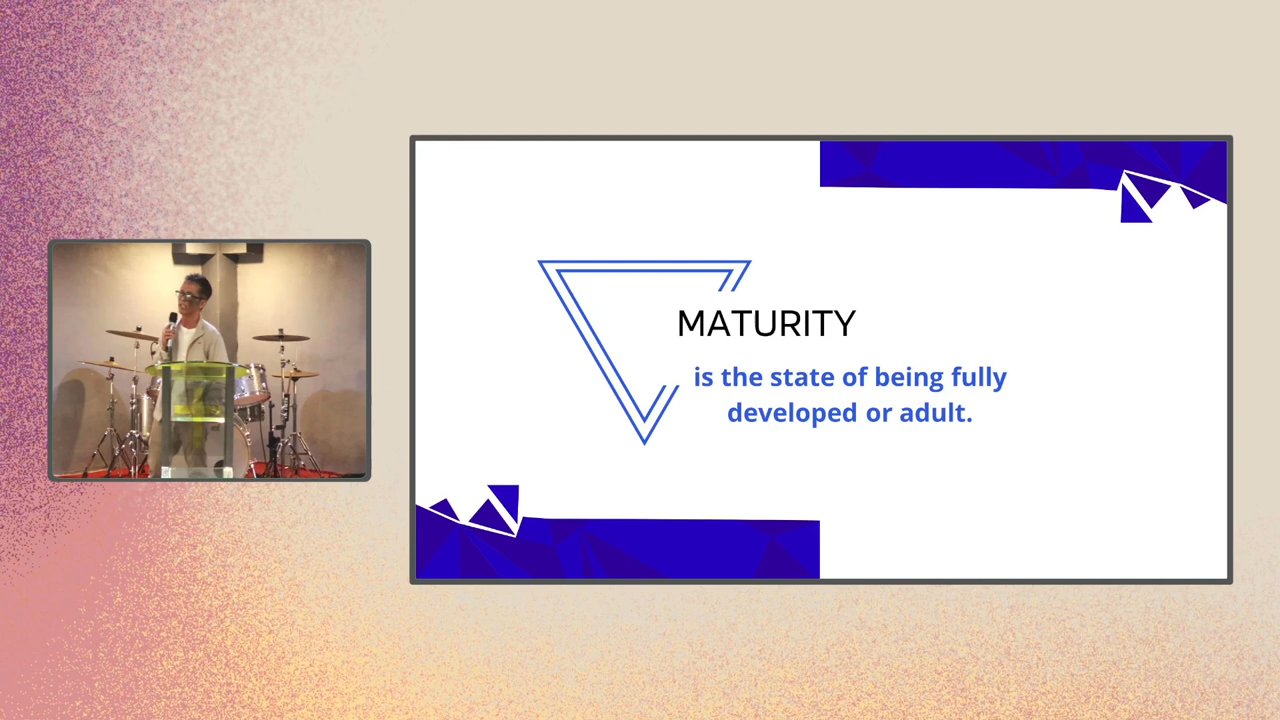 MATURITY
is the state of being fully
developed or adult.